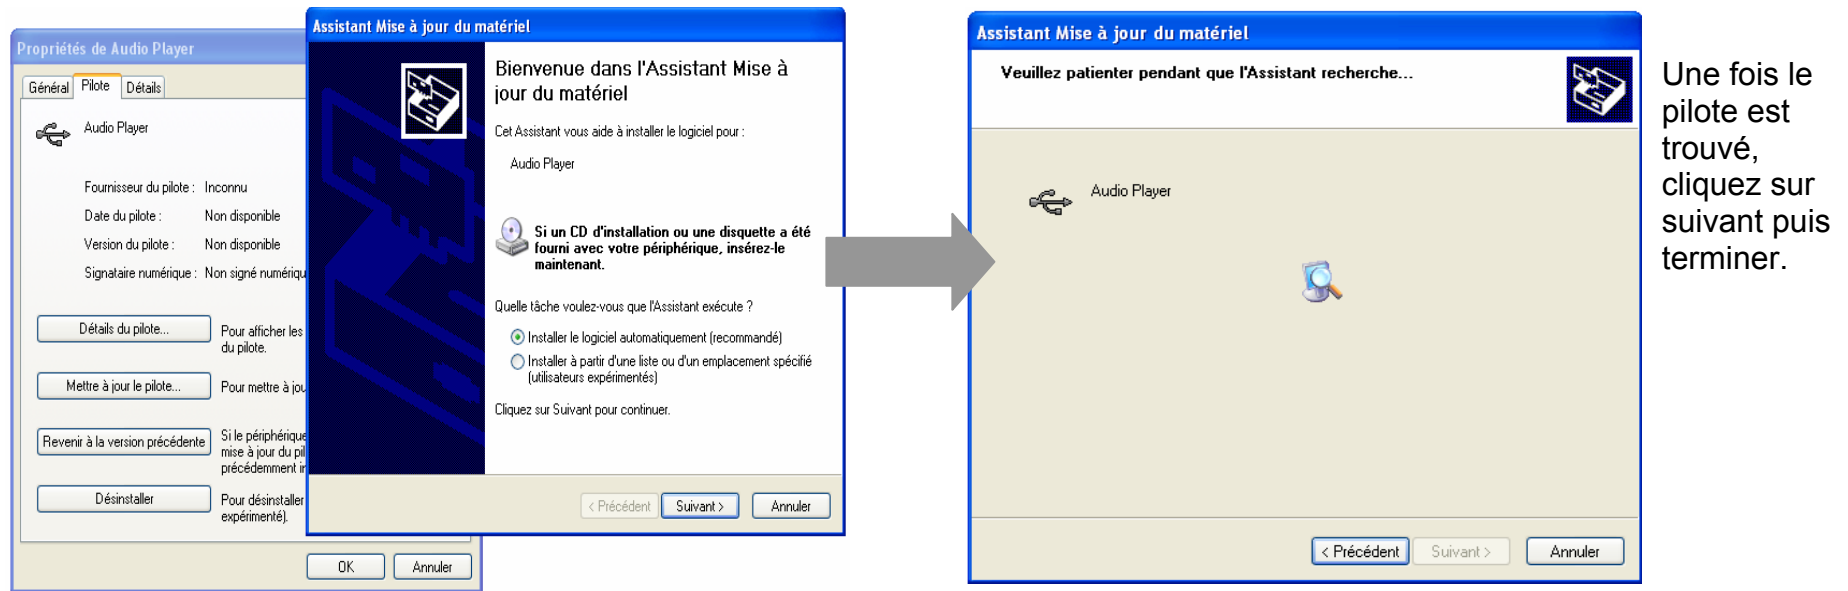 Propriétés de Audio Player
Général Pilote Détails
Audio Player
Fournisseur du pilote : Inconnu
Date du pilote : Non disponible
Version du pilote : Non disponible
Signataire numérique : Non signé numériqu
Détails du pilote...
Pour afficher les
du pilote.
Mettre à jour le pilote...
Pour mettre à jou
Revenir à la version précédente
Si le périphérique
mise à jour du pil
précédemment in
Désinstaller
Pour désinstaller
expérimenté).
OK Annuler
Assistant Mise à jour du matériel
Bienvenue dans l'Assistant Mise à
jour du matériel
Cet Assistant vous aide à installer le logiciel pour :
Audio Player
Si un CD d'installation ou une disquette a été
fourni avec votre périphérique, insérez-le
maintenant.
Quelle tâche voulez-vous que l'Assistant exécute ?
Installer le logiciel automatiquement (recommandé)
Installer à partir d'une liste ou d'un emplacement spécifié
(utilisateurs expérimentés)
Cliquez sur Suivant pour continuer.
< Précédent Suivant > Annuler
Assistant Mise à jour du matériel
Veuillez patienter pendant que l'Assistant recherche...
Audio Player
< Précédent Suivant > Annuler
Une fois le
pilote est
trouvé,
cliquez sur
suivant puis
terminer.